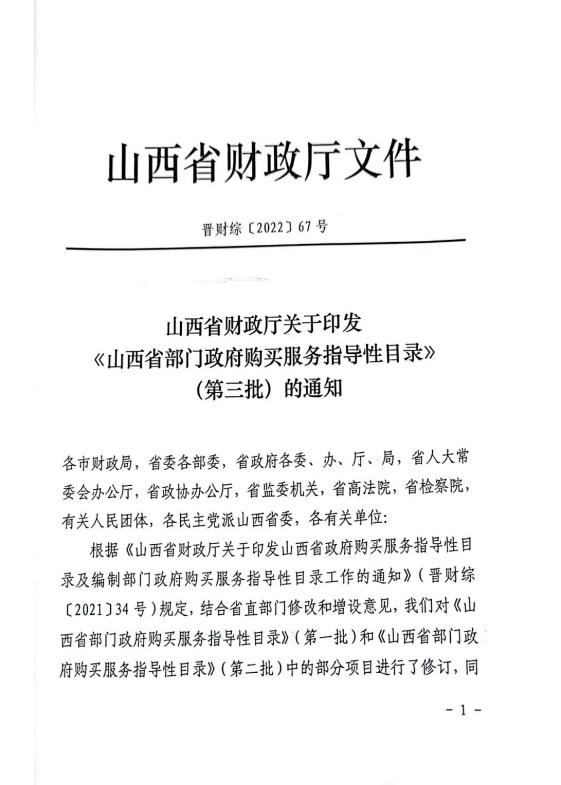 山西省财政厅文件
晋财综〔2022〕67 号
山西省财政厅关于印发
《山西省部门政府购买服务指导性目录》
（第三批）的通知
各市财政局，省委各部委，省政府各委、办、厅、局，省人大常
委会办公厅，省政协办公厅，省监委机关，省高法院，省检察院，
有关人民团体，各民主党派山西省委，各有关单位：
根据《山西省财政厅关于印发山西省政府购买服务指导性目
录及编制部门政府购买服务指导性目录工作的通知》（晋财综
〔2021〕34 号）规定，结合省直部门修改和增设意见，我们对《山
西省部门政府购买服务指导性目录》（第一批）和《山西省部门政
府购买服务指导性目录》（第二批）中的部分项目进行了修订，同
- 1 -